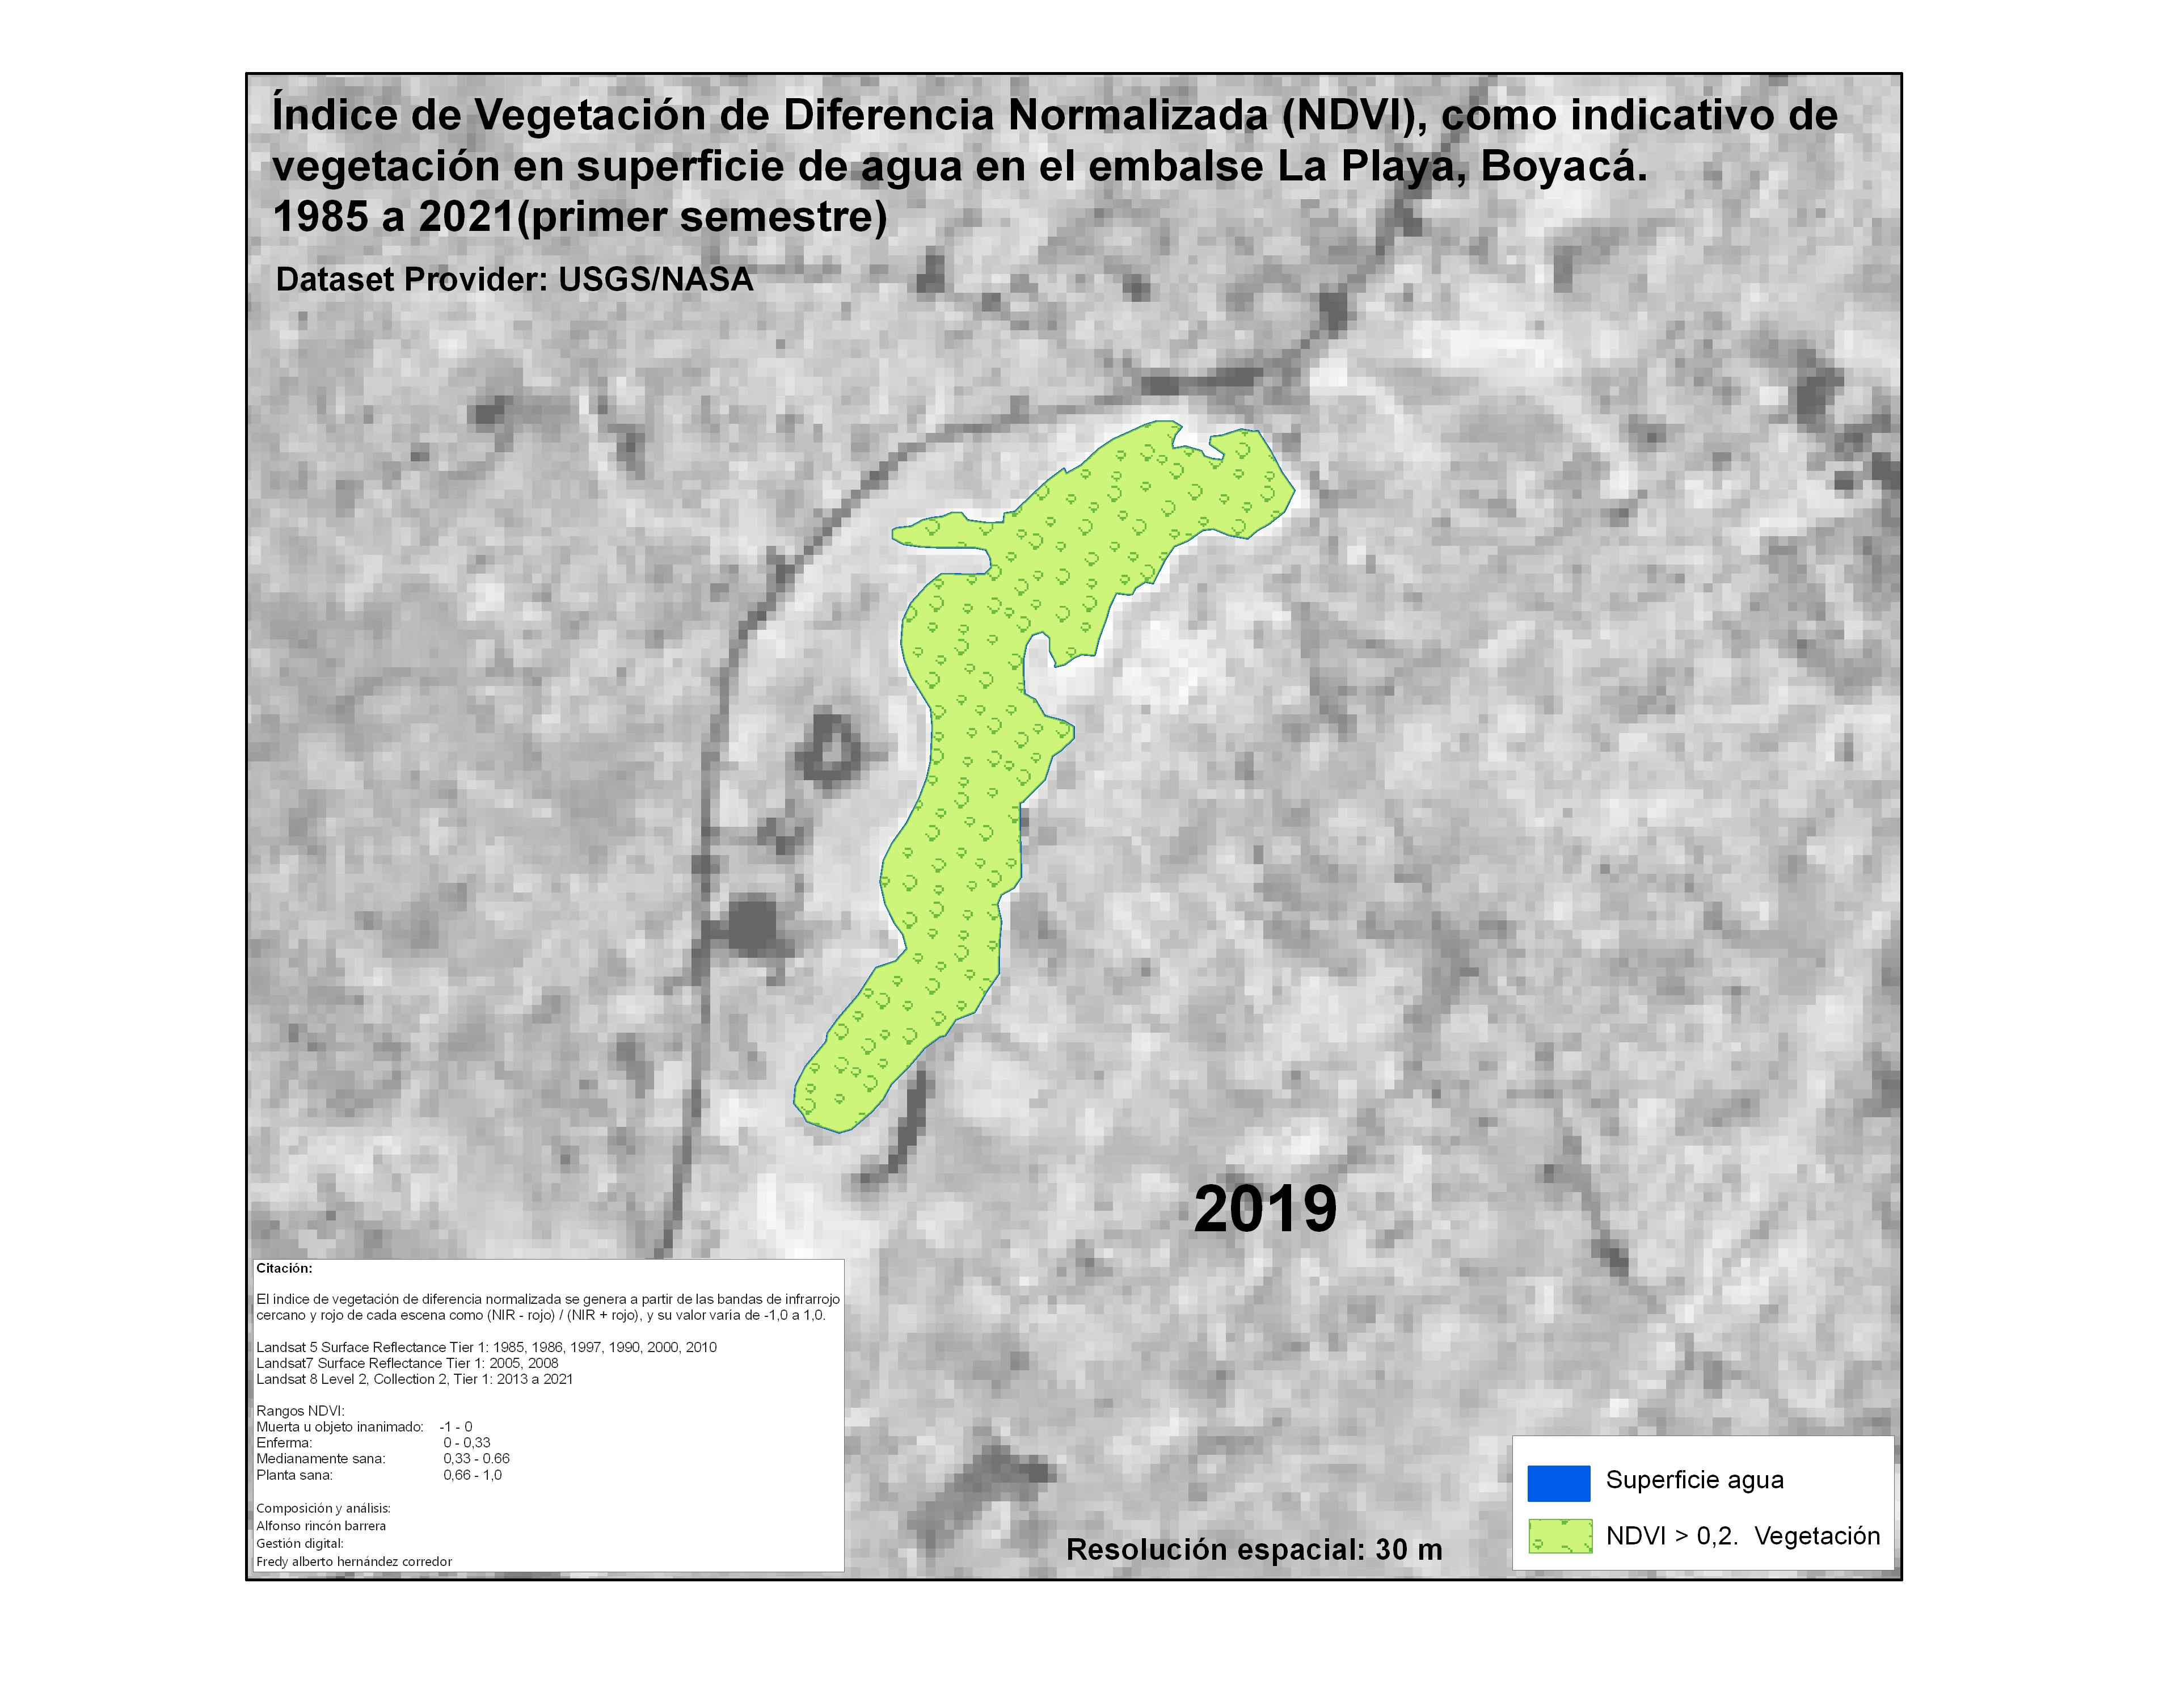 Índice de Vegetación de Diferencia Normalizada (NDVI), como indicativo de
vegetación en superficie de agua en el embalse La Playa, Boyacá.
1985 a 2021(primer semestre)
Dataset Provider: USGS/NASA
2019
Citación:
El indice de vegetación de diferencia normalizada se genera a partir de las bandas de infrarrojo
cercano y rojo de cada escena como (NIR - rojo) / (NIR + rojo), y su valor varia de -1,0 a 1,0.
Landsat 5 Surface Reflectance Tier 1: 1985, 1986, 1997, 1990, 2000, 2010
Landsat7 Surface Reflectance Tier 1: 2005, 2008
Landsat 8 Level 2, Collection 2, Tier 1: 2013 a 2021
Rangos NDVI:
Muerta u objeto inanimado: -1 - 0
Enferma: 0 - 0,33
Medianamente sana: 0,33 - 0.66
Planta sana: 0,66 - 1,0
Composición y análisis:
Alfonso rincón barrera
Gestión digital:
Fredy alberto hernández corredor
Resolución espacial: 30 m
Superficie agua
NDVI > 0,2. Vegetación